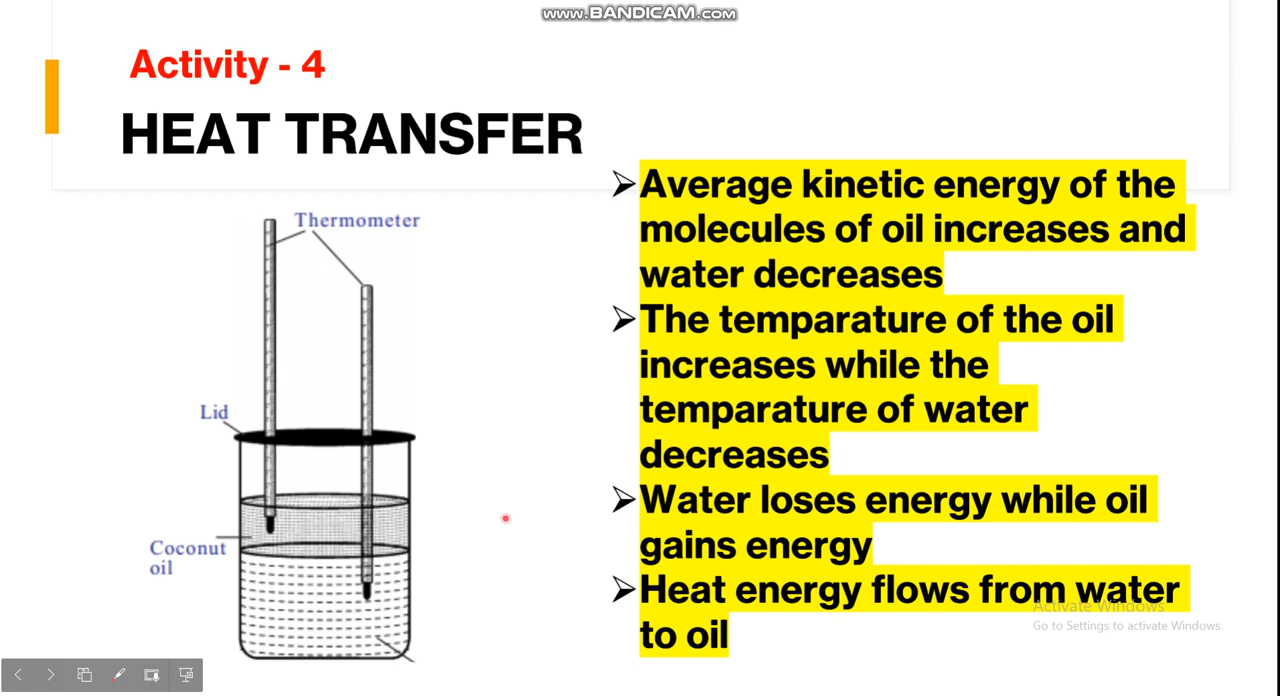 www.BANDICAM.com
Activity - 4
HEAT TRANSFER
Thermometer
Lid
Coconut
oil
➢Average kinetic energy of the
molecules of oil increases and
water decreases
➢The temparature of the oil
increases while the
temparature of water
decreases
➢Water loses energy while oil
gains energy
➢Heat energy flows from water
to oil
Activate Windows
Go to Settings to activate Windows.